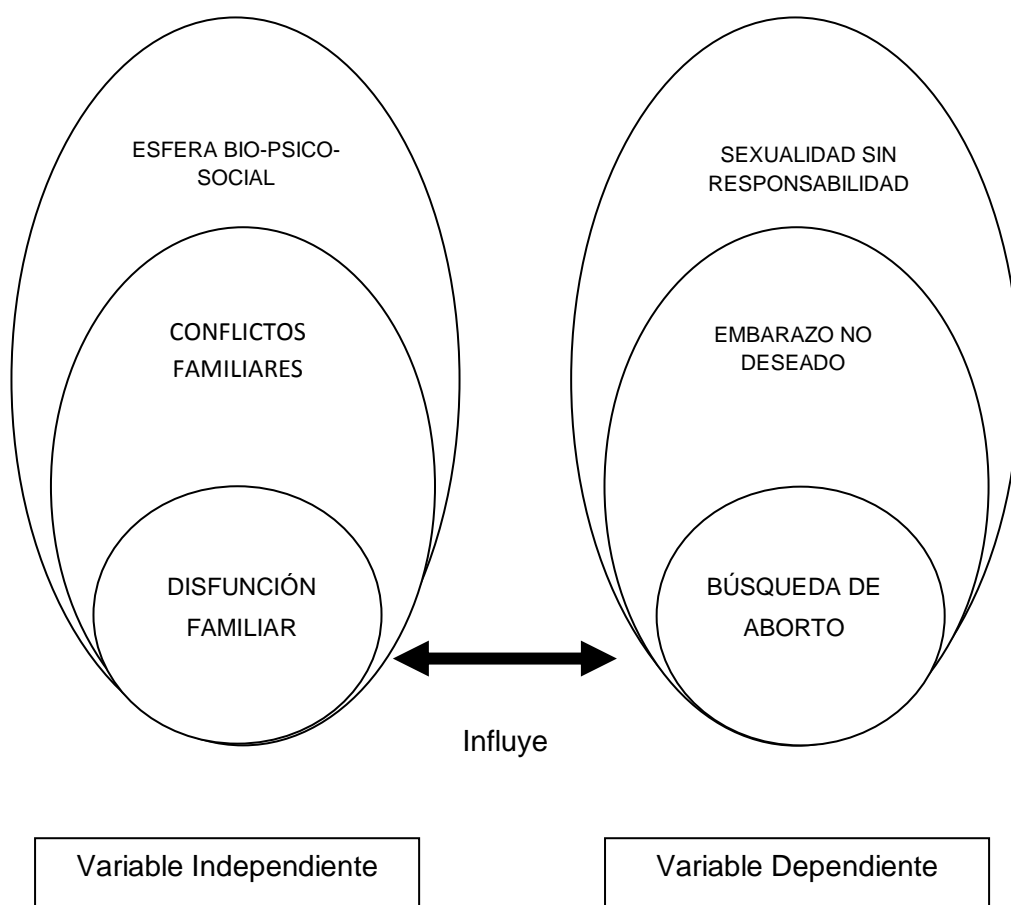 ESFERA BIO-PSICO-
SOCIAL
CONFLICTOS
FAMILIARES
DISFUNCIÓN
FAMILIAR
SEXUALIDAD SIN
RESPONSABILIDAD
EMBARAZO NO
DESEADO
BÚSQUEDA DE
ABORTO
Influye
Variable Independiente
Variable Dependiente